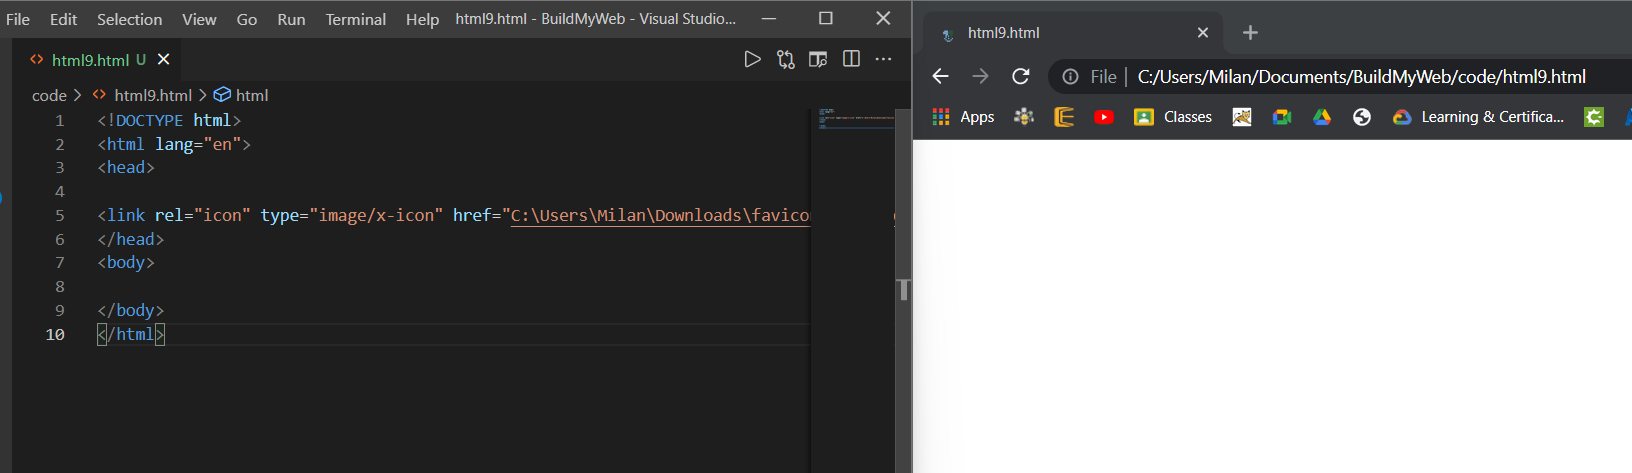 File Edit Selection View Go Run Terminal Help html9.html - BuildMyWeb - Visual Studio...
html9.html U
code > html9.html > html
1 <!DOCTYPE html>
2 <html lang="en">
3 <head>
4
5 <link rel="icon" type="image/x-icon" href="C:\Users\Milan\Downloads\favico
6 </head>
7 <body>
8
9 </body>
10 </html>
html9.html
File | C:/Users/Milan/Documents/BuildMyWeb/code/html9.html
Apps Classes Learning & Certifica...